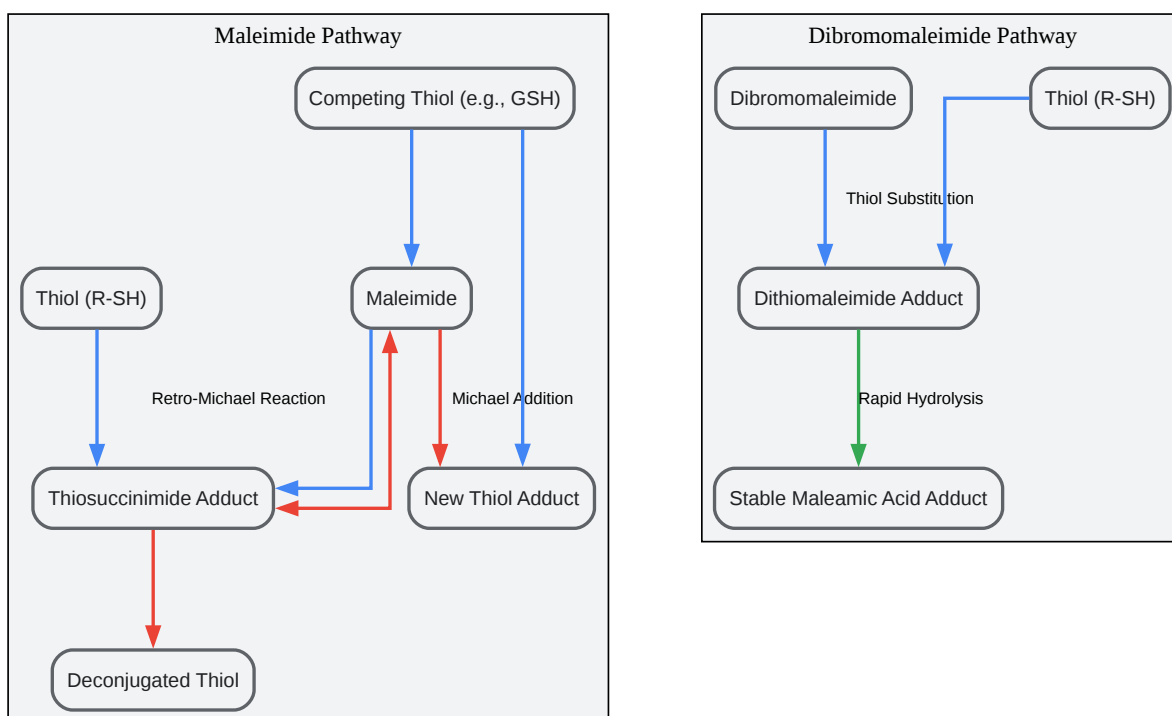 Maleimide Pathway
Competing Thiol (e.g., GSH)
Thiol (R-SH)
Maleimide
Retro-Michael Reaction
Michael Addition
Thiosuccinimide Adduct
New Thiol Adduct
Deconjugated Thiol
Dibromomaleimide Pathway
Dibromomaleimide
Thiol (R-SH)
Thiol Substitution
Dithiomaleimide Adduct
Rapid Hydrolysis
Stable Maleamic Acid Adduct